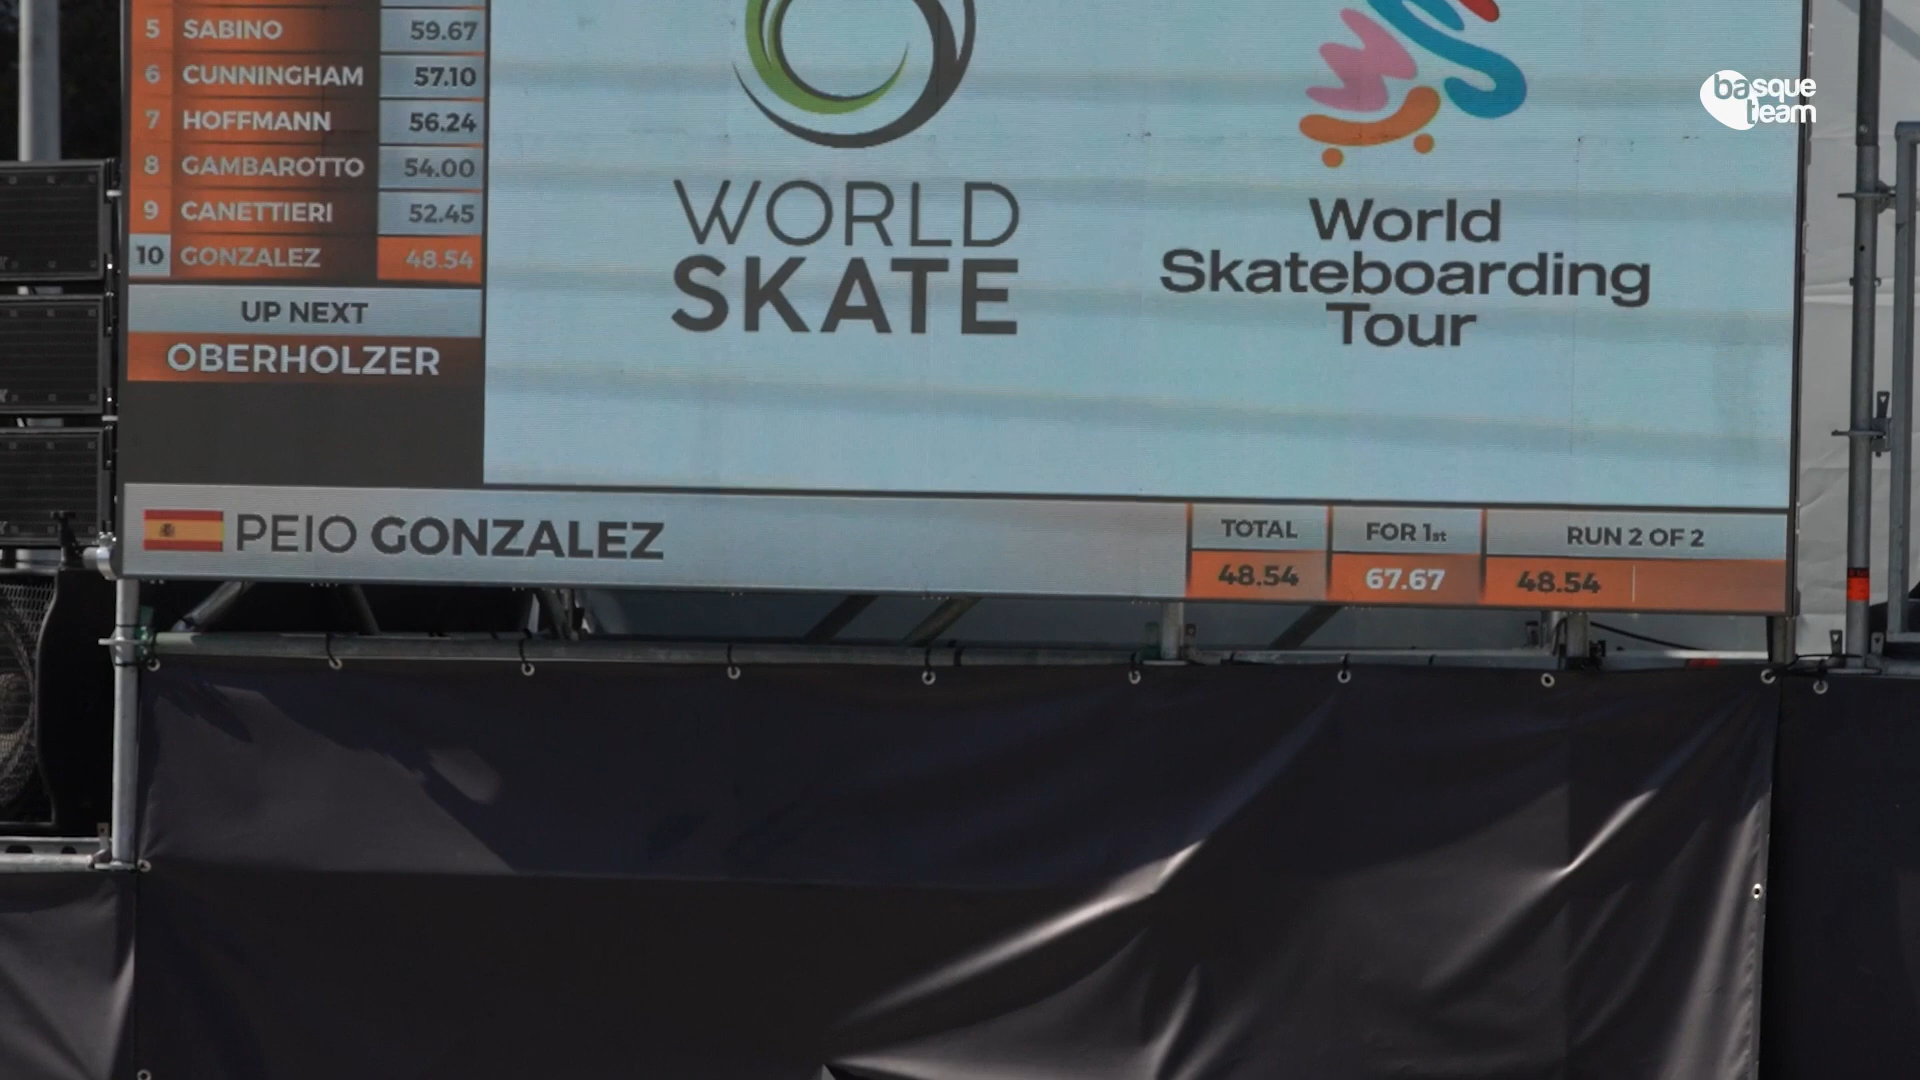 5 SABINO 59.67
6 CUNNINGHAM 57.10
7 HOFFMANN 56.24
8 GAMBAROTTO 54.00
9 CANETTIERI 52.45
10 GONZALEZ 48.54
UP NEXT
OBERHOLZER
WORLD
SKATE
World
Skateboarding
Tour
basque
team
PEIO GONZALEZ
TOTAL
48.54
FOR 1st
67.67
RUN 2 OF 2
48.54